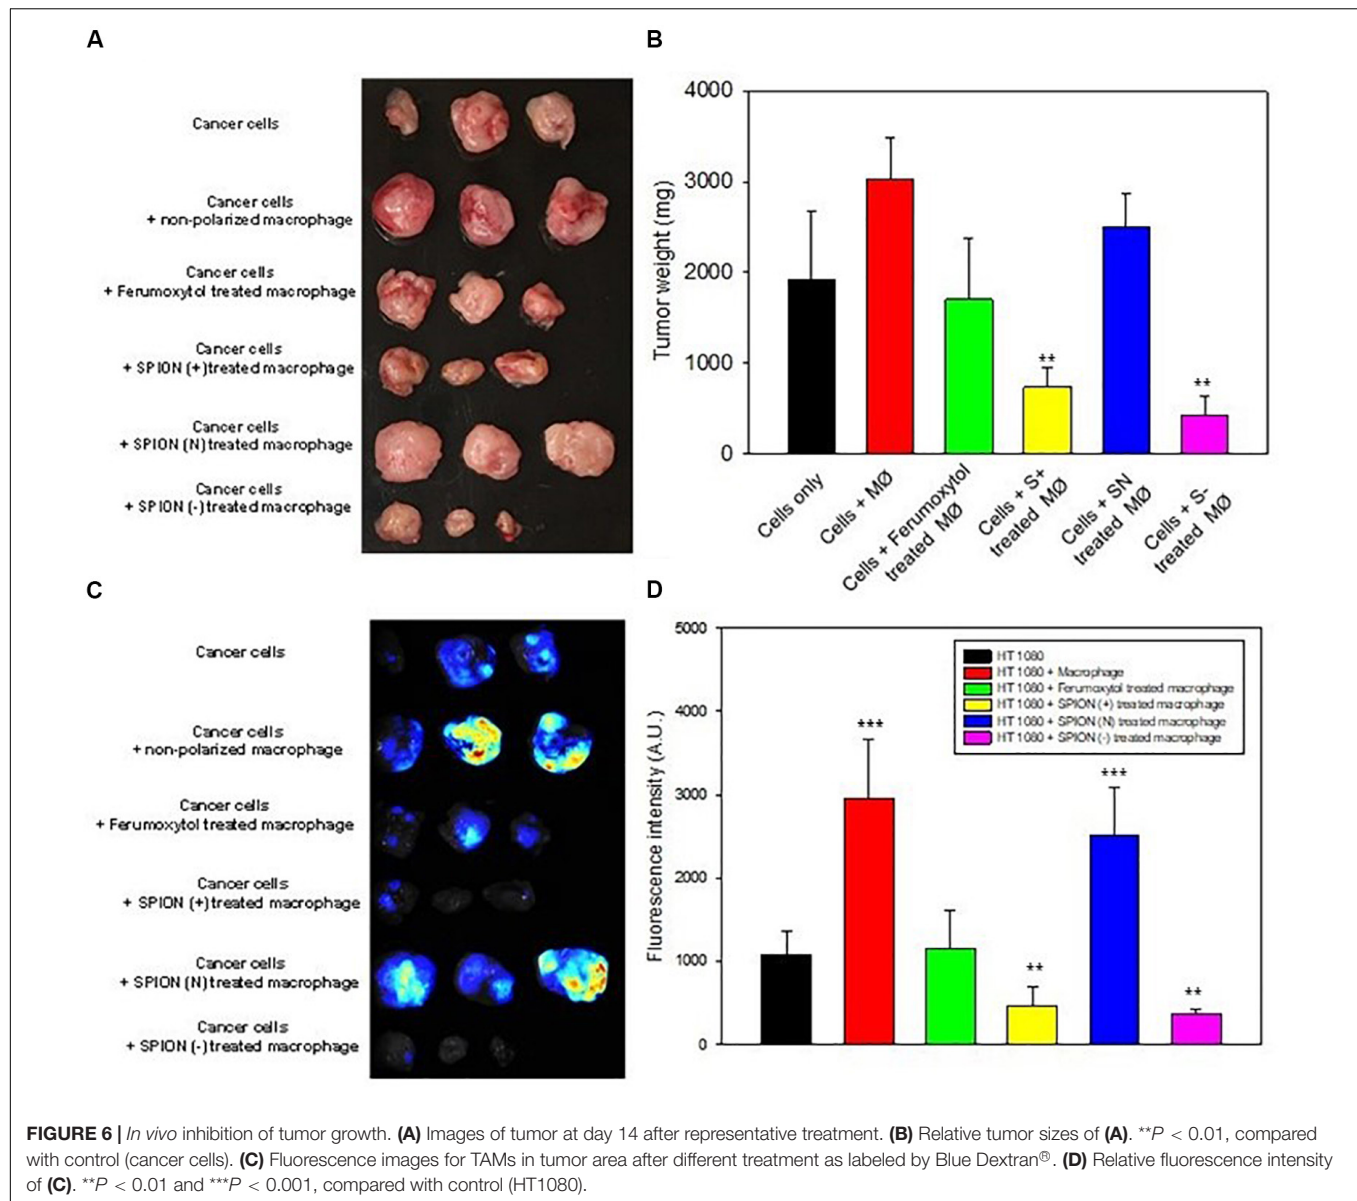 A
Cancer cells
Cancer cells
+ non-polarized macrophage
Cancer cells
+ Ferumoxytol treated macrophage
Cancer cells
+ SPION (+) treated macrophage
Cancer cells
+ SPION (N) treated macrophage
Cancer cells
+ SPION (-) treated macrophage
B
4000
3000
2000
1000
0
Tumor weight (mg)
**
**
Cells only
Cells + MØ
Cells + Ferumoxytol
treated MØ
Cells + S+
treated MØ
Cells + SN
treated MØ
Cells + S-
treated MØ
C
Cancer cells
Cancer cells
+ non-polarized macrophage
Cancer cells
+ Ferumoxytol treated macrophage
Cancer cells
+ SPION (+) treated macrophage
Cancer cells
+ SPION (N) treated macrophage
Cancer cells
+ SPION (-) treated macrophage
D
5000
4000
3000
2000
1000
0
Fluorescence intensity (A.U.)
HT1080
HT1080 + Macrophage
HT1080 + Ferumoxytol treated macrophage
HT1080 + SPION (+) treated macrophage
HT1080 + SPION (N) treated macrophage
HT1080 + SPION (-) treated macrophage
***
**
***
**
FIGURE 6 | In vivo inhibition of tumor growth. (A) Images of tumor at day 14 after representative treatment. (B) Relative tumor sizes of (A). **P < 0.01, compared
with control (cancer cells). (C) Fluorescence images for TAMs in tumor area after different treatment as labeled by Blue Dextran®. (D) Relative fluorescence intensity
of (C). **P < 0.01 and ***P < 0.001, compared with control (HT1080).